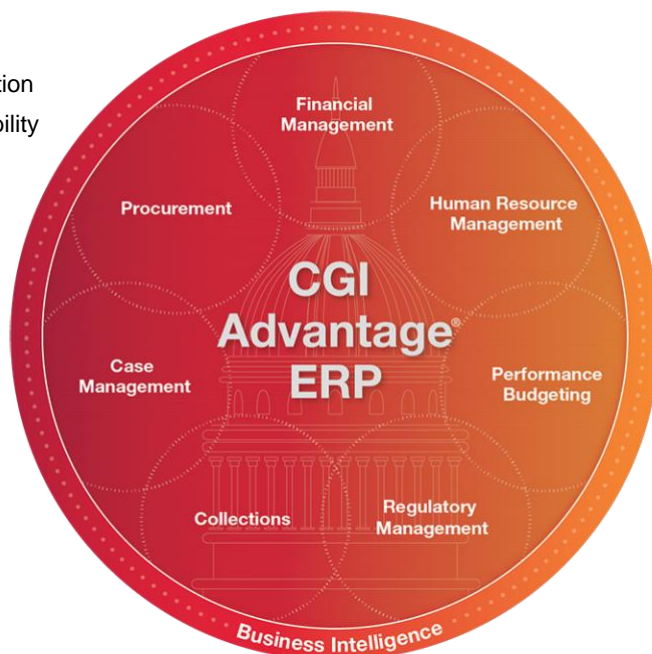 tion
bility
Financial
Management
Procurement
Human Resource
Management
CGI
Advantage®
ERP
Case
Management
Performance
Budgeting
Collections
Regulatory
Management
Business Intelligence